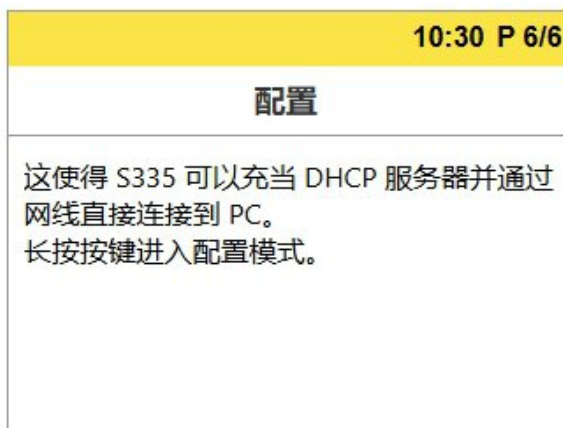 10:30 P 6/6
配置
这使得 S335 可以充当 DHCP 服务器并通过
网线直接连接到 PC。
长按按键进入配置模式。